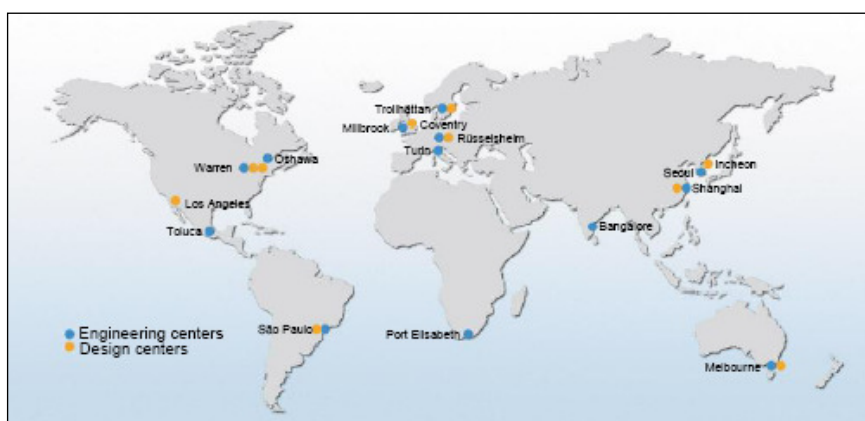 Trollhättan
Coventry
Millbrook
Rüsselsheim
Turin
Oshawa
Warren
Incheon
Seoul
Shanghai
Los Angeles
Toluca
Bangalore
São Paulo
Port Elisabeth
Melbourne
Engineering centers
Design centers